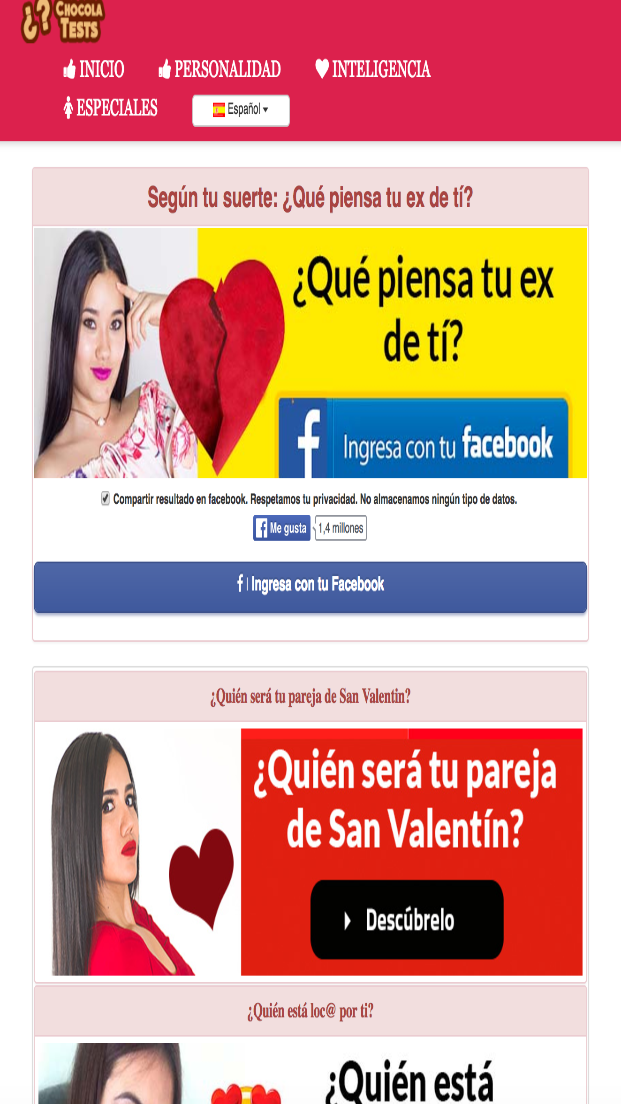 ¿? CHOCOLA
TESTS
INICIO PERSONALIDAD INTELIGENCIA
ESPECIALES Español
Según tu suerte: ¿Qué piensa tu ex de tí?
¿Qué piensa tu ex
de tí?
f Ingresa con tu facebook
Compartir resultado en facebook. Respetamos tu privacidad. No almacenamos ningún tipo de datos.
f Me gusta 1,4 millones
f | Ingresa con tu Facebook
¿Quién será tu pareja de San Valentin?
¿Quién será tu pareja
de San Valentín?
Descúbrelo
¿Quién está loc@ por ti?
¿Quién está